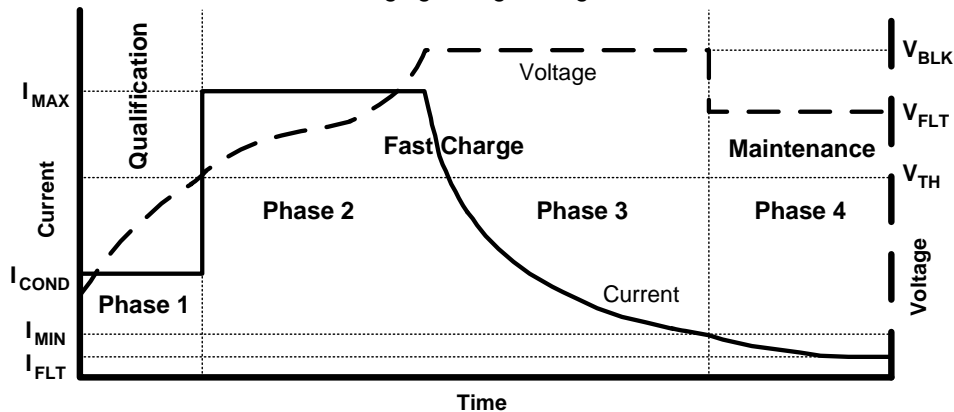 Qualification
Voltage
V_BLK
I_MAX
V_FLT
Fast Charge
Maintenance
V_TH
Current
Phase 2
Phase 3
Phase 4
I_COND
Phase 1
Current
Voltage
I_MIN
I_FLT
Time